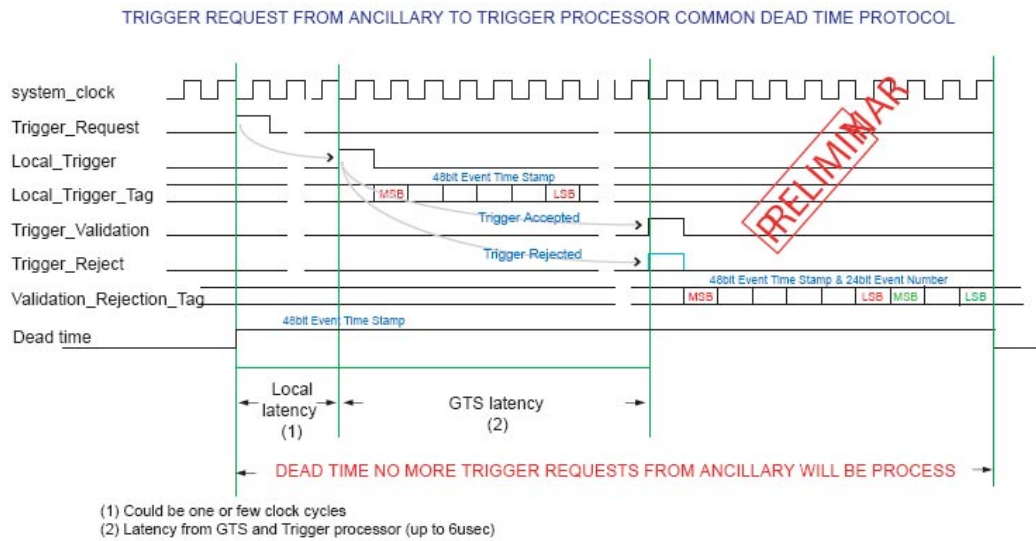 TRIGGER REQUEST FROM ANCILLARY TO TRIGGER PROCESSOR COMMON DEAD TIME PROTOCOL
system_clock
Trigger_Request
Local_Trigger
48bit Event Time Stamp
Local_Trigger_Tag
MSB
LSB
Trigger Accepted
Trigger_Validation
Trigger Rejected
Trigger_Reject
48bit Event Time Stamp & 24bit Event Number
Validation_Rejection_Tag
MSB
LSB
MSB
LSB
48bit Event Time Stamp
Dead time
PRELIMINAR
Local
latency
(1)
GTS latency
(2)
DEAD TIME NO MORE TRIGGER REQUESTS FROM ANCILLARY WILL BE PROCESS
(1) Could be one or few clock cycles
(2) Latency from GTS and Trigger processor (up to 6usec)